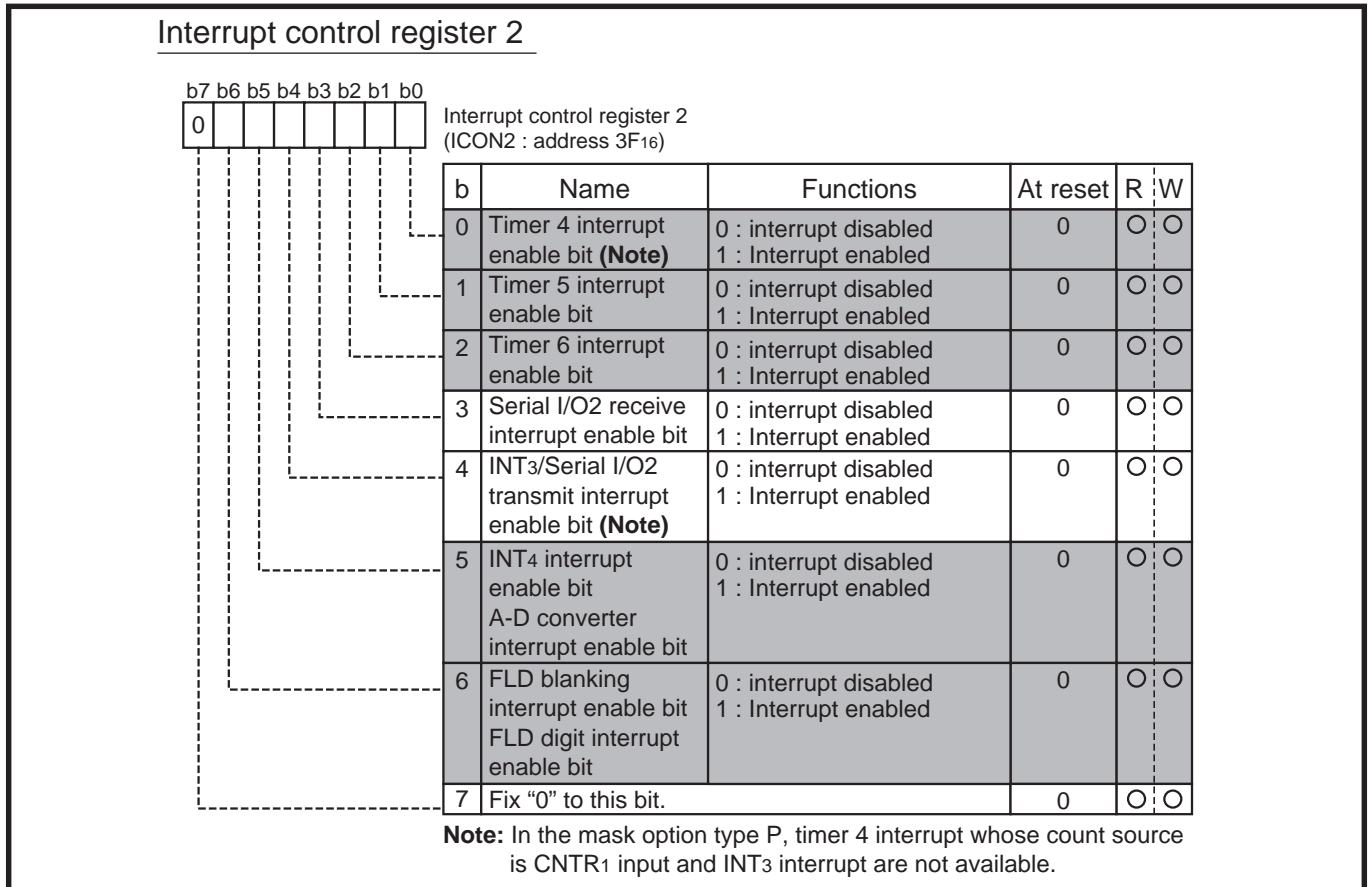 Interrupt control register 2
b7 b6 b5 b4 b3 b2 b1 b0
0
Interrupt control register 2
(ICON2 : address 3F16)
b Name Functions At reset R W
0 Timer 4 interrupt enable bit (Note) 0 : interrupt disabled 0
1 : Interrupt enabled
1 Timer 5 interrupt enable bit 0 : interrupt disabled 0
1 : Interrupt enabled
2 Timer 6 interrupt enable bit 0 : interrupt disabled 0
1 : Interrupt enabled
3 Serial I/O2 receive interrupt enable bit 0 : interrupt disabled 0
1 : Interrupt enabled
4 INT3/Serial I/O2 transmit interrupt enable bit (Note) 0 : interrupt disabled 0
1 : Interrupt enabled
5 INT4 interrupt enable bit A-D converter interrupt enable bit 0 : interrupt disabled 0
1 : Interrupt enabled
6 FLD blanking interrupt enable bit FLD digit interrupt enable bit 0 : interrupt disabled 0
1 : Interrupt enabled
7 Fix “0” to this bit. 0
Note: In the mask option type P, timer 4 interrupt whose count source
is CNTR1 input and INT3 interrupt are not available.